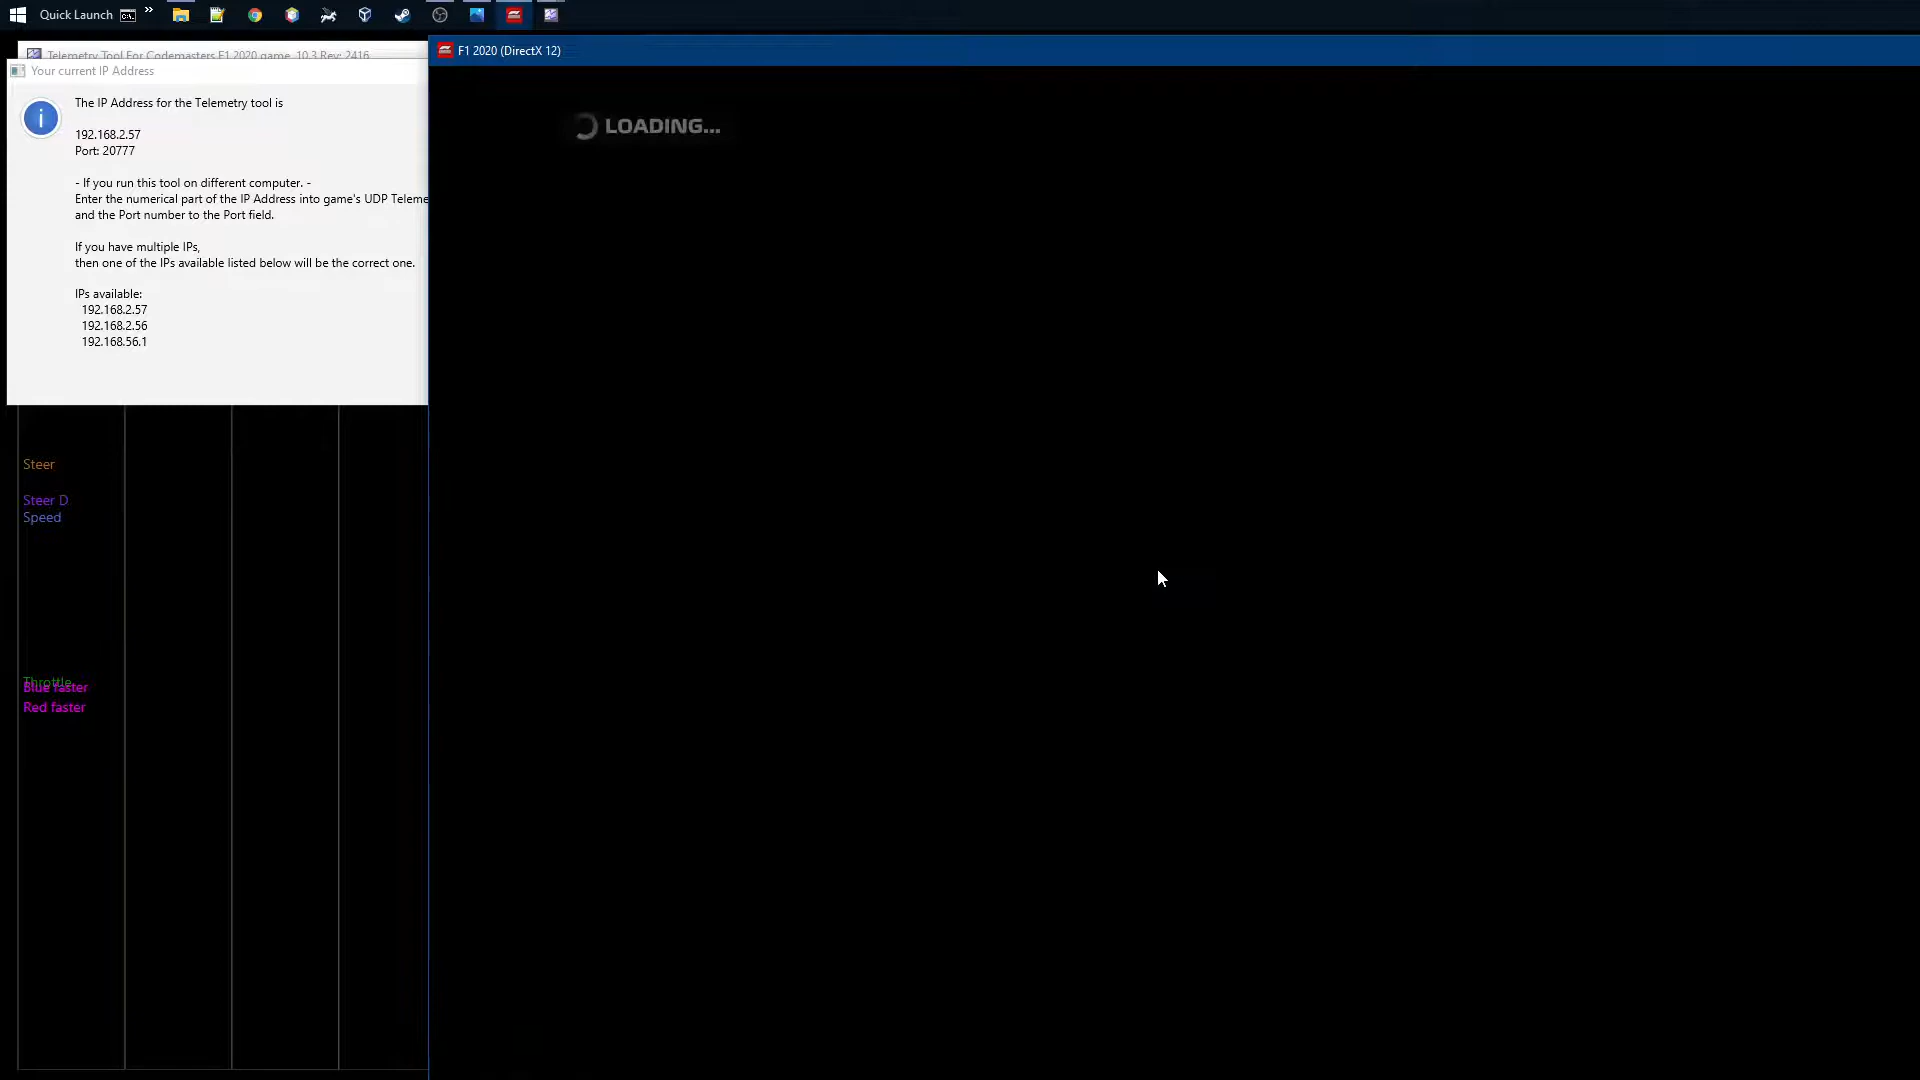 Quick Launch
Telemetry Tool For Codemasters F1 2020 game 10.3 Rev: 2416
F1 2020 (DirectX 12)
Your current IP Address
The IP Address for the Telemetry tool is
192.168.2.57
Port: 20777
- If you run this tool on different computer. -
Enter the numerical part of the IP Address into game's UDP Teleme
and the Port number to the Port field.
If you have multiple IPs,
then one of the IPs available listed below will be the correct one.
IPs available:
192.168.2.57
192.168.2.56
192.168.56.1
LOADING...
Steer
Steer D
Speed
Throttle
Blue faster
Red faster